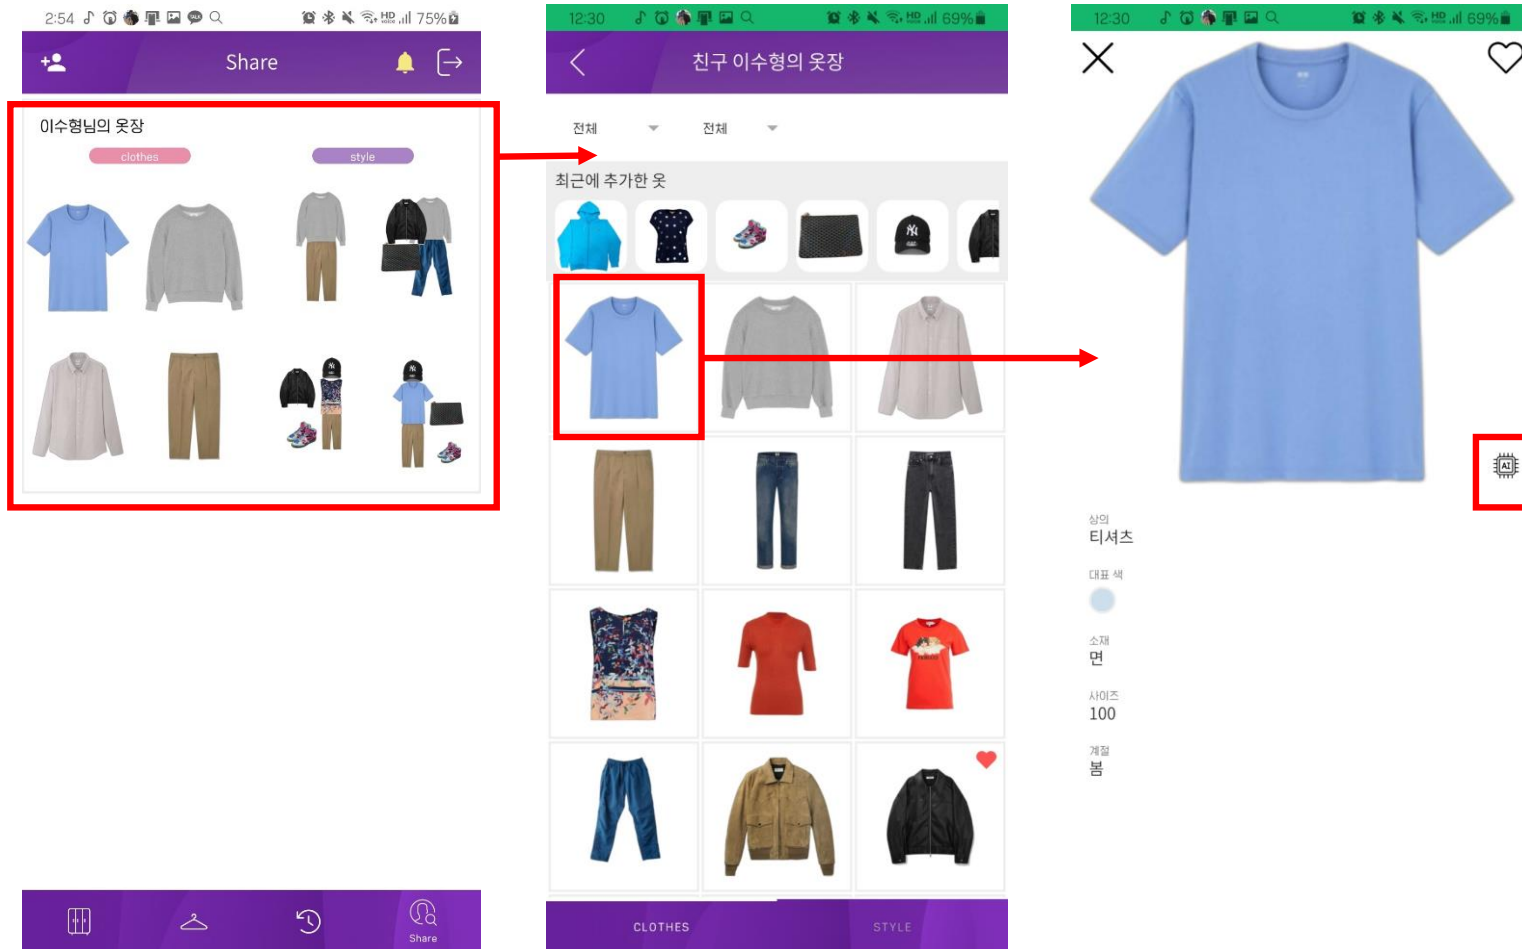 2:54
75%
Share
이수형님의 옷장
clothes
style
Share
12:30
69%
친구 이수형의 옷장
전체
전체
최근에 추가한 옷
CLOTHES
STYLE
12:30
69%
AI
상의
티셔츠
대표 색
소재
면
사이즈
100
계절
봄